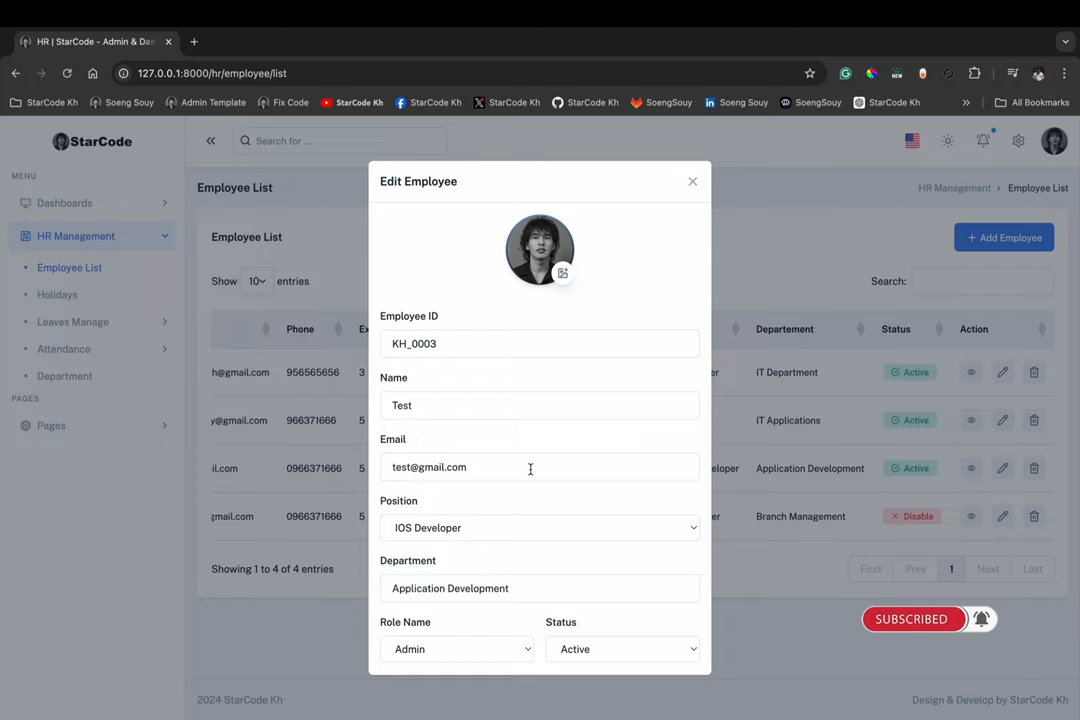 HR | StarCode - Admin & Das
127.0.0.1:8000/hr/employee/list
StarCode Kh
Soeng Souy
Admin Template
Fix Code
StarCode Kh
StarCode Kh
StarCode Kh
StarCode Kh
SoengSouy
Soeng Souy
SoengSouy
StarCode Kh
All Bookmarks
StarCode
Search for ...
MENU
Dashboards
HR Management
Employee List
Holidays
Leaves Manage
Attendance
Department
PAGES
Pages
Employee List
HR Management
Employee List
Employee List
+ Add Employee
Show 10 entries
Search:
Phone
Ex
Departement
Status
Action
h@gmail.com 956565656 3 er IT Department Active
y@gmail.com 0966371666 5 IT Applications Active
il.com 0966371666 5 eloper Application Development Active
gmail.com 0966371666 5 er Branch Management Disable
Showing 1 to 4 of 4 entries
First Prev 1 Next Last
Edit Employee
Employee ID
KH_0003
Name
Test
Email
test@gmail.com
Position
IOS Developer
Department
Application Development
Role Name
Status
Admin
Active
SUBSCRIBED
2024 StarCode Kh
Design & Develop by StarCode Kh